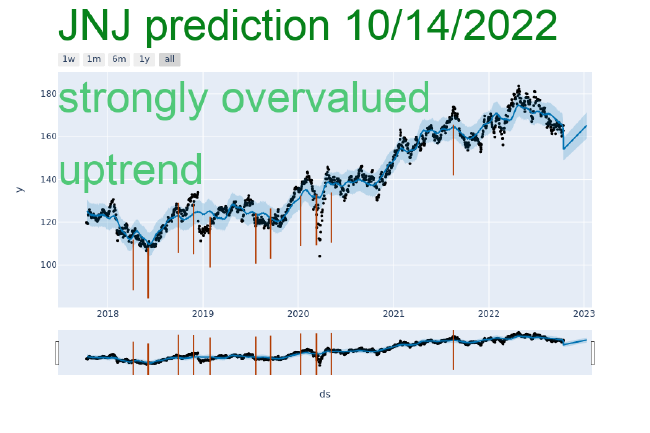 JNJ prediction 10/14/2022
1w 1m 6m 1y all
strongly overvalued
uptrend
180
160
140
120
100
y
2018 2019 2020 2021 2022 2023
ds